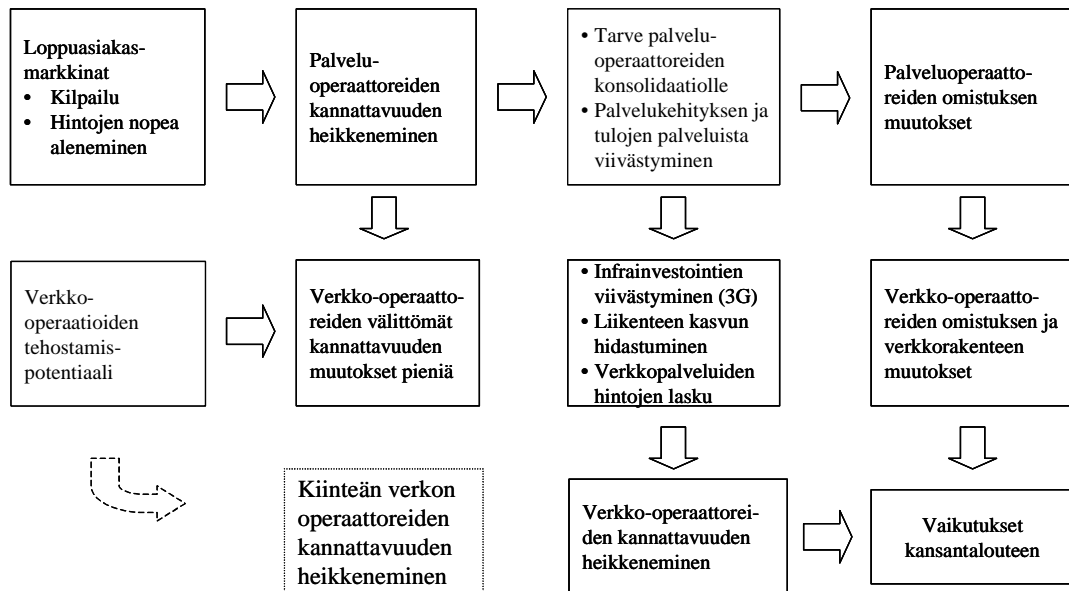 Loppuasiakas-
markkinat
• Kilpailu
• Hintojen nopea
aleneminen
Palvelu-
operaattoreiden
kannattavuuden
heikkeneminen
• Tarve palvelu-
operaattoreiden
konsolidaatiolle
• Palvelukehityksen ja
tulojen palveluista
viivästyminen
Palveluoperaatto-
reiden omistuksen
muutokset
Verkko-
operaatioiden
tehostamis-
potentiaali
Verkko-operaatto-
reiden välittömät
kannattavuuden
muutokset pieniä
• Infrainvestointien
viivästyminen (3G)
• Liikenteen kasvun
hidastuminen
• Verkkopalveluiden
hintojen lasku
Verkko-operaatto-
reiden omistuksen ja
verkkorakenteen
muutokset
Kiinteän verkon
operaattoreiden
kannattavuuden
heikkeneminen
Verkko-operaattorei-
den kannattavuuden
heikkeneminen
Vaikutukset
kansantalouteen